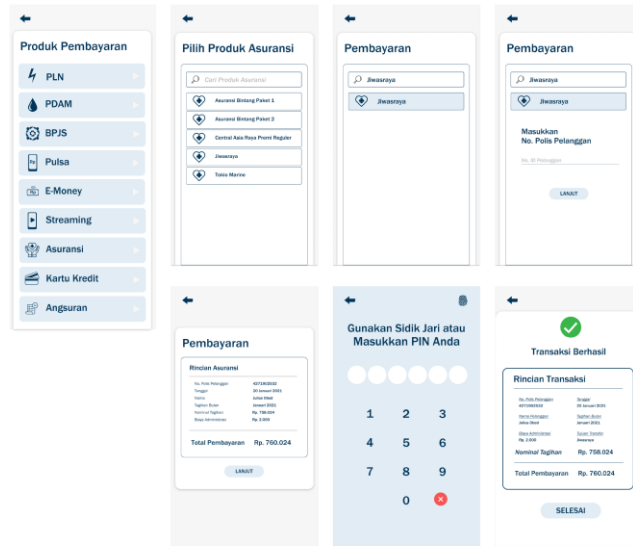 Produk Pembayaran
PLN
PDAM
BPJS
Pulsa
E-Money
Streaming
Asuransi
Kartu Kredit
Angsuran
Pilih Produk Asuransi
Cari Produk Asuransi
Asuransi Bintang Paket 1
Asuransi Bintang Paket 2
Central Asia Raya Premi Reguler
Jiwasraya
Tokio Marine
Pembayaran
Jiwasraya
Jiwasraya
Pembayaran
Jiwasraya
Jiwasraya
Masukkan
No. Polis Pelanggan
No. ID Pelanggan
LANJUT
Pembayaran
Rincian Asuransi
No. Polis Pelanggan
Tanggal 20 Januari 2021
Nama
Tagihan Bulan Januari 2021
Nominal Tagihan Rp. 758.024
Biaya Administrasi Rp. 2.000
Total Pembayaran Rp. 760.024
LANJUT
Gunakan Sidik Jari atau
Masukkan PIN Anda
1 2 3
4 5 6
7 8 9
0
Transaksi Berhasil
Rincian Transaksi
No. Polis Pelanggan Tanggal
20 Januari 2021
Nama Pelanggan Tagihan Bulan
Januari 2021
Biaya Administrasi
Rp. 2.000 Jiwasraya
Nominal Tagihan Rp. 758.024
Total Pembayaran Rp. 760.024
SELESAI